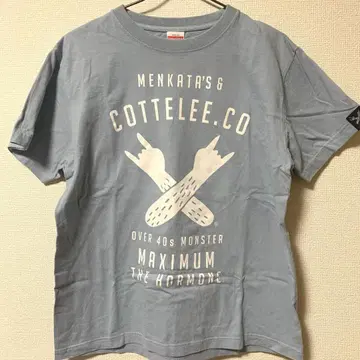 MENKATA'S &
COTTELEE.CO
OVER 40s MONSTER
MAXIMUM
THE HORMONE